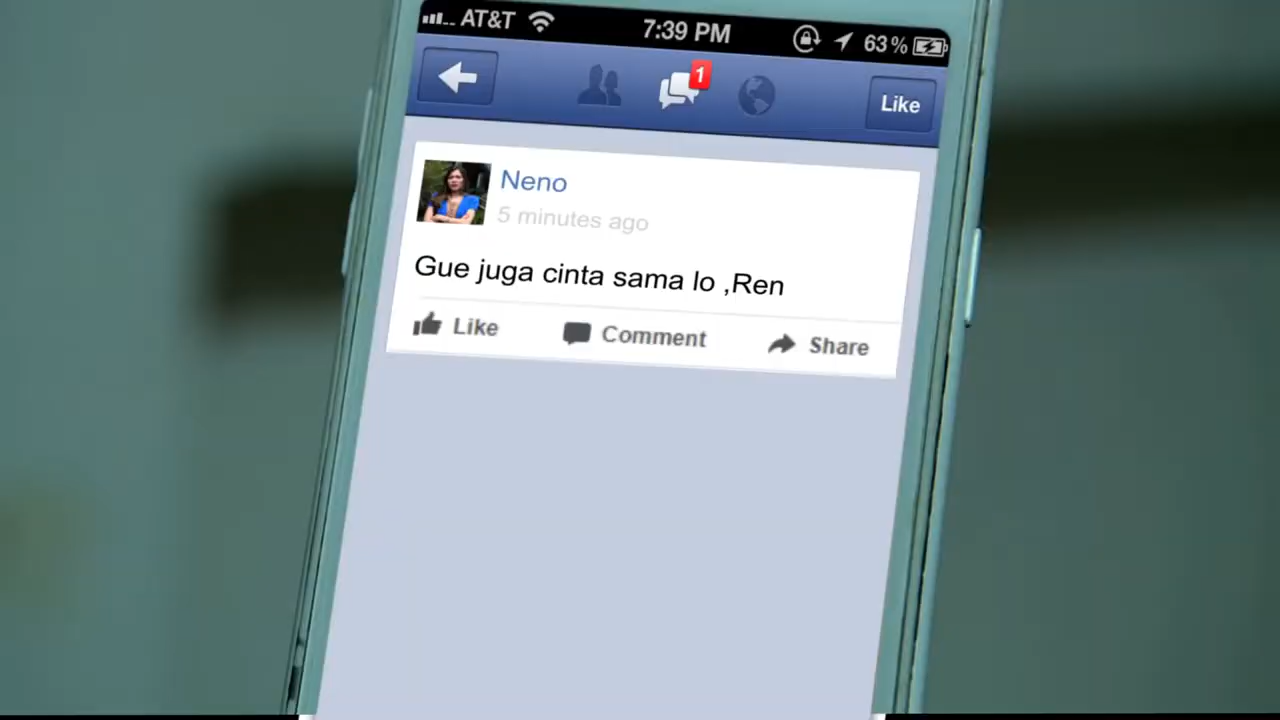 AT&T 7:39 PM 63%
1
Like
Neno
5 minutes ago
Gue juga cinta sama lo ,Ren
Like Comment Share